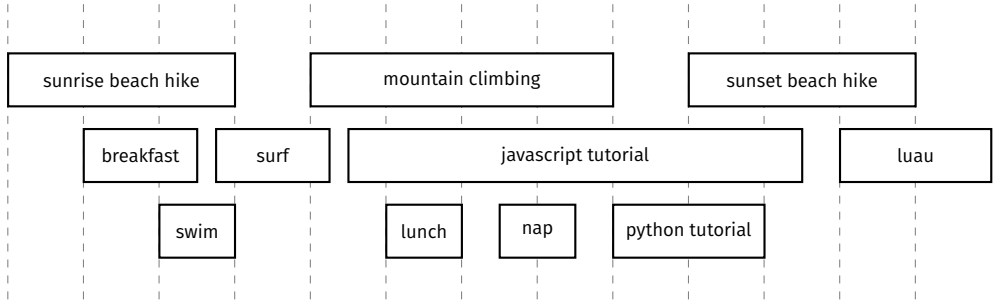 sunrise beach hike
mountain climbing
sunset beach hike
breakfast
surf
javascript tutorial
luau
swim
lunch
nap
python tutorial